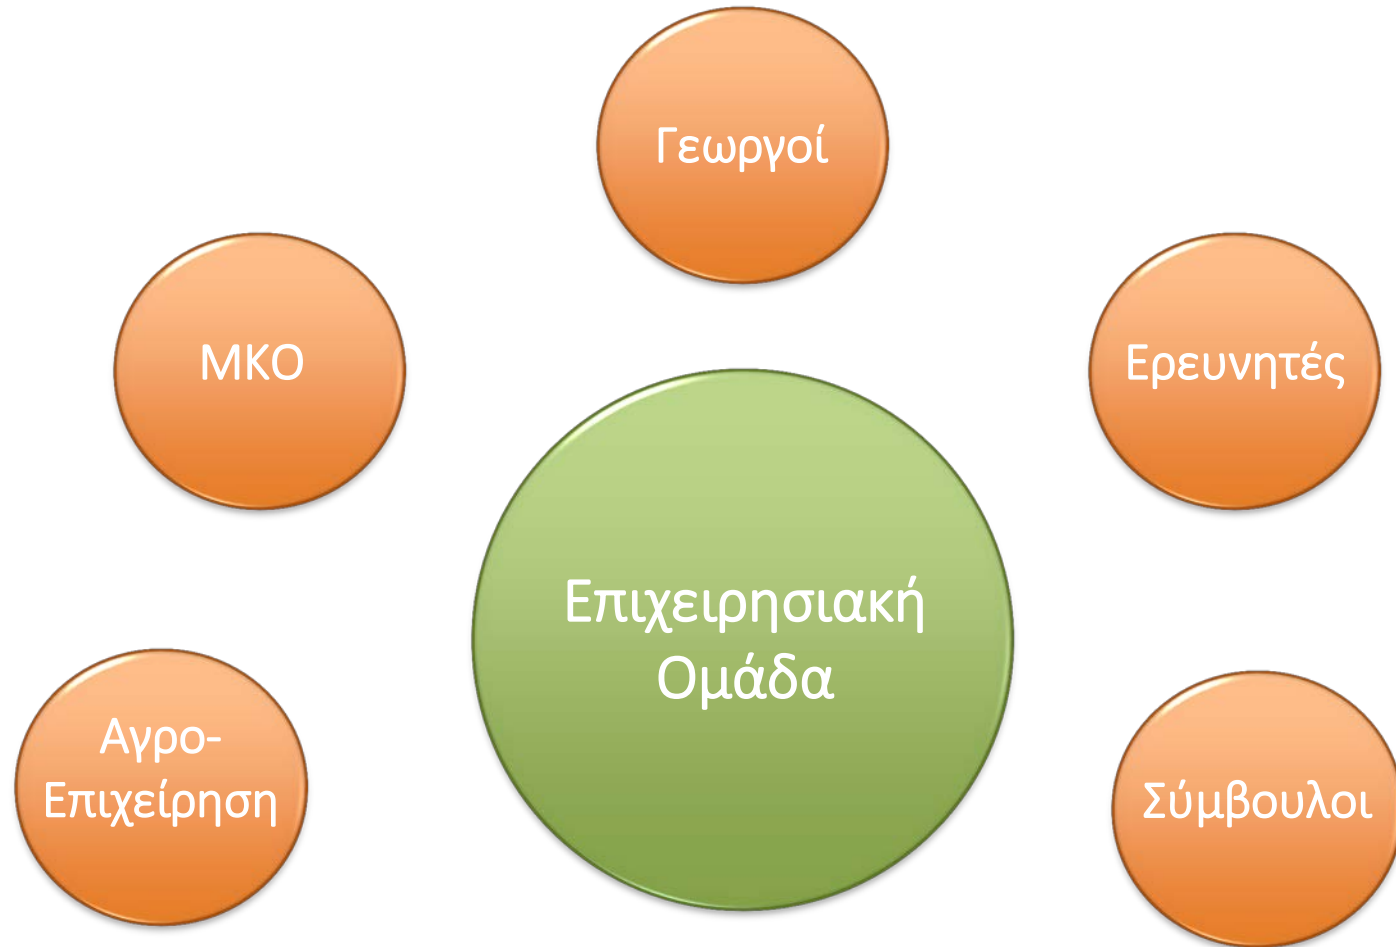 Γεωργοί
ΜΚΟ
Ερευνητές
Επιχειρησιακή
Ομάδα
Αγρο-
Επιχείρηση
Σύμβουλοι